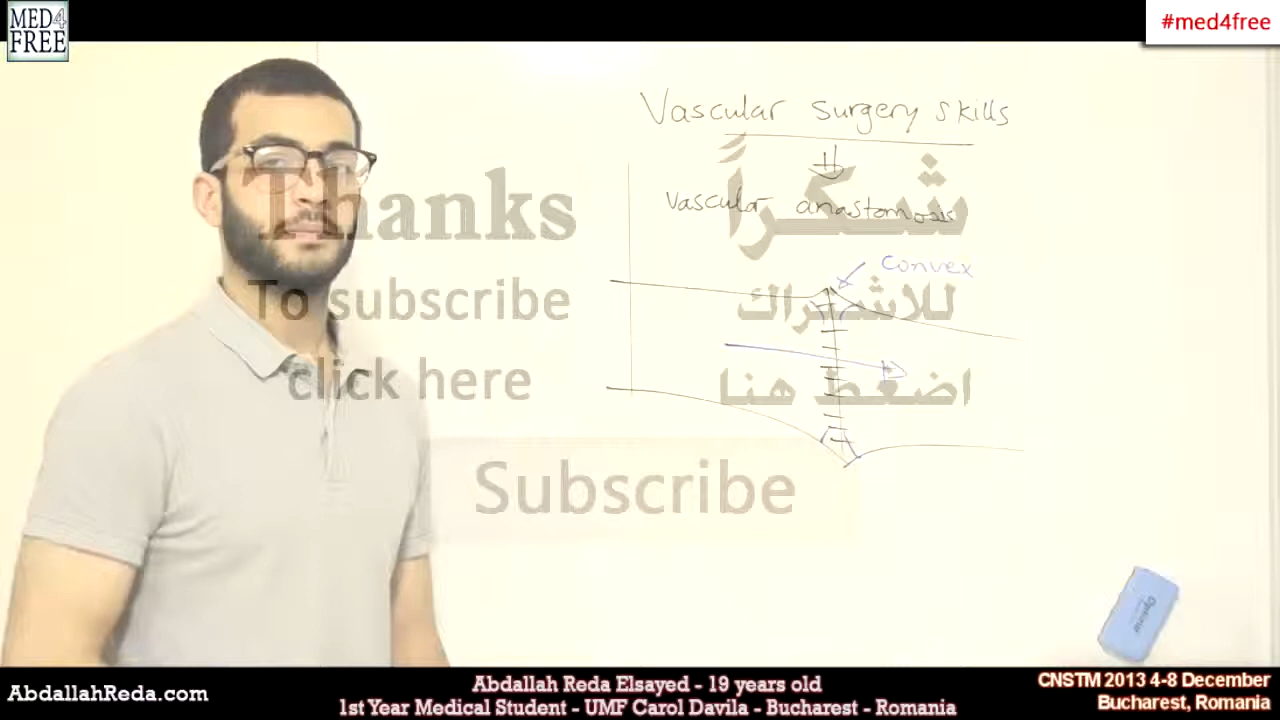 MED4
FREE
#med4free
Vascular surgery skills
Vascular anastomosis
convex
Thanks
شكراً
To subscribe
للاشتراك
click here
اضغط هنا
Subscribe
AbdallahReda.com
Abdallah Reda Elsayed - 19 years old
1st Year Medical Student - UMF Carol Davila - Bucharest - Romania
CNSTM 2013 4-8 December
Bucharest, Romania